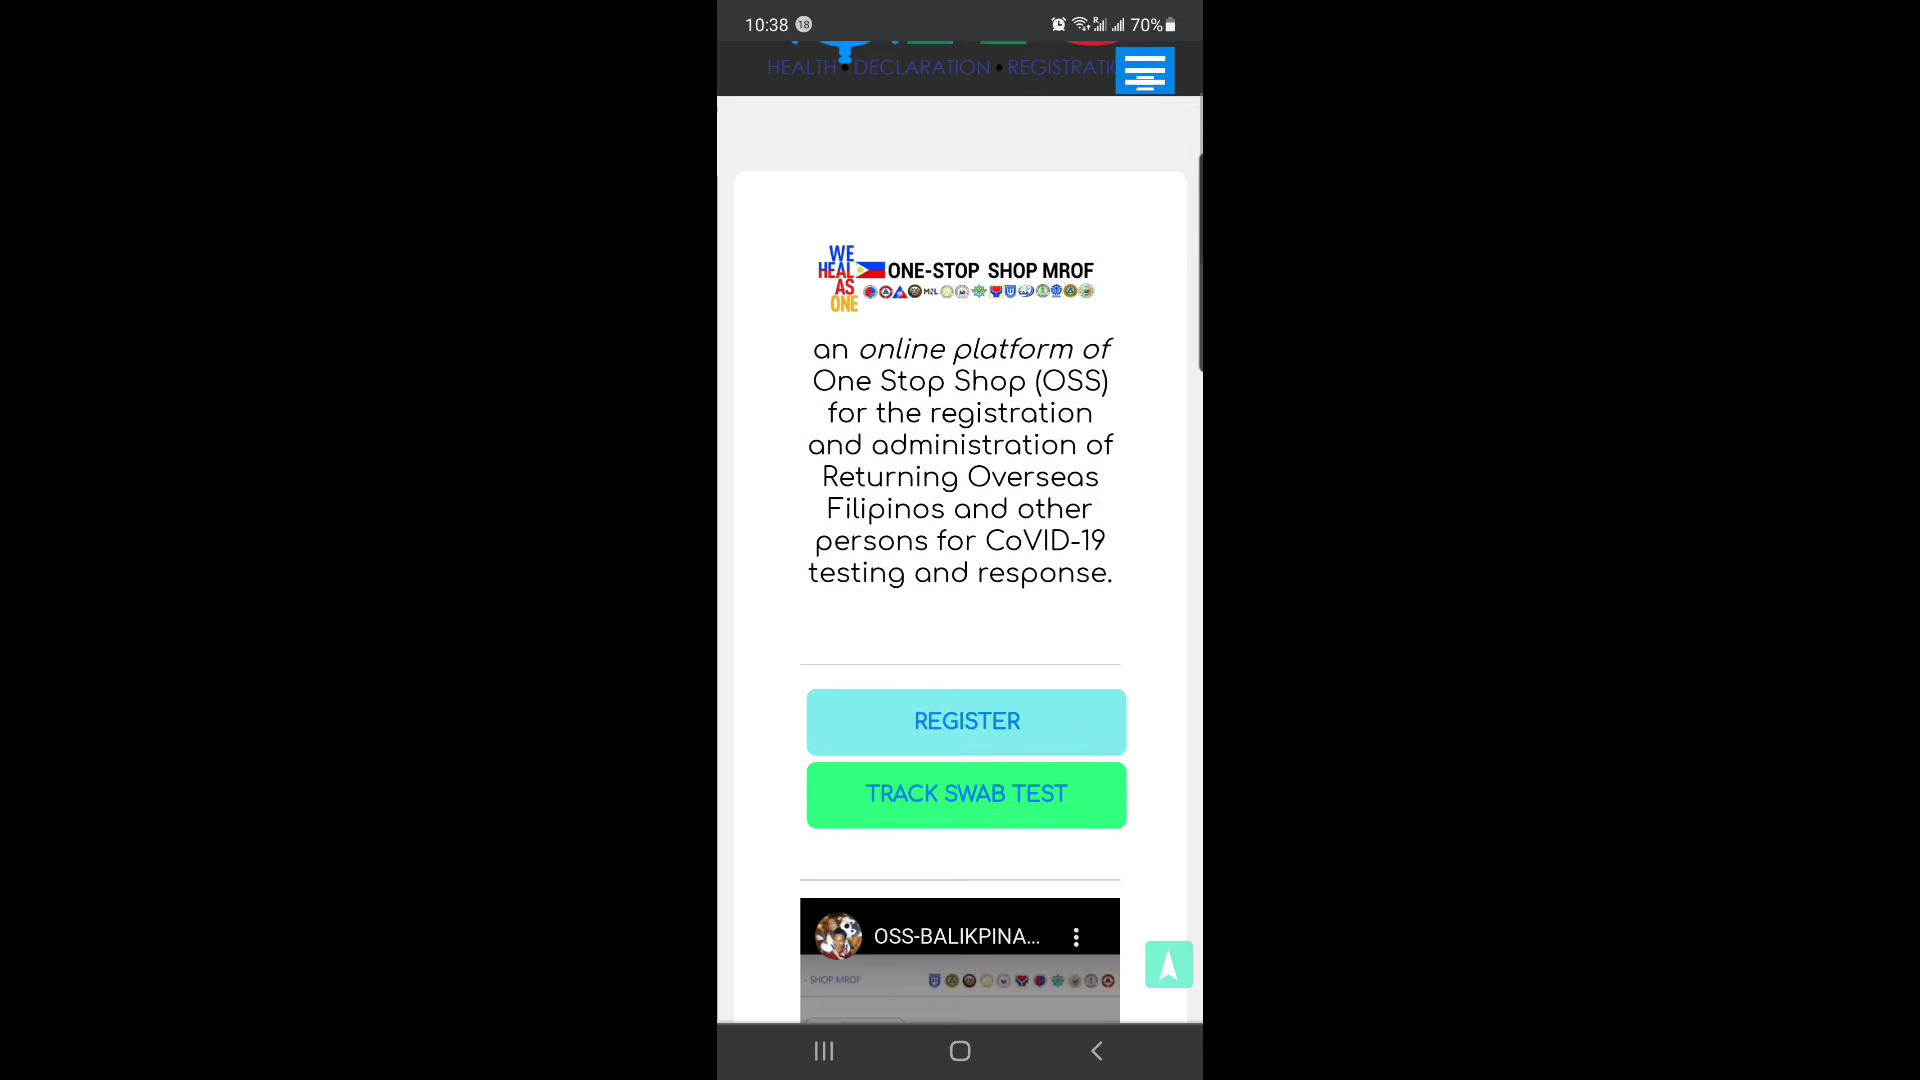 10:38 18 70%
HEALTH • DECLARATION • REGISTRATIO
WE
HEAL
AS
ONE
ONE-STOP SHOP MROF
an online platform of
One Stop Shop (OSS)
for the registration
and administration of
Returning Overseas
Filipinos and other
persons for CoVID-19
testing and response.
REGISTER
TRACK SWAB TEST
OSS-BALIKPINA...
- SHOP MROF